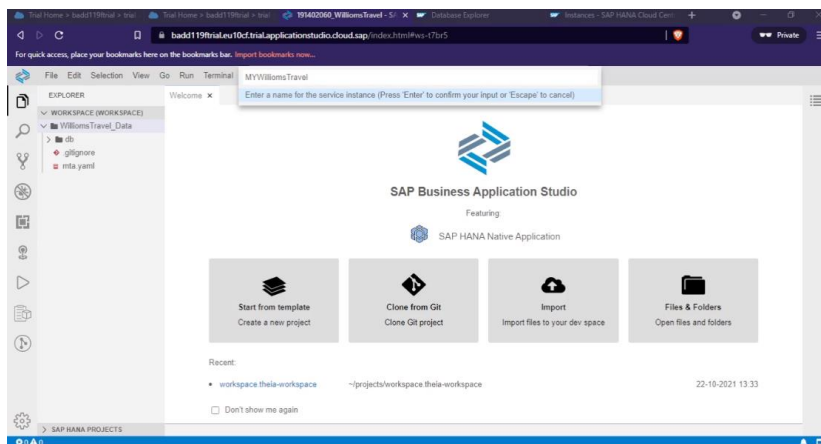 Trial Home > badd119ftrial > trial
Trial Home > badd119ftrial > trial
191402060_WilliomsTravel - S/
Database Explorer
Instances - SAP HANA Cloud Cent
badd119ftrial.eu10cf.trial.applicationstudio.cloud.sap/index.html#ws-t7br5
Private
For quick access, place your bookmarks here on the bookmarks bar. Import bookmarks now...
File Edit Selection View Go Run Terminal
MYWilliomsTravel
Enter a name for the service instance (Press 'Enter' to confirm your input or 'Escape' to cancel)
EXPLORER
Welcome
WORKSPACE (WORKSPACE)
WilliomsTravel_Data
db
.gitignore
mta.yaml
SAP Business Application Studio
Featuring:
SAP HANA Native Application
Start from template
Create a new project
Clone from Git
Clone Git project
Import
Import files to your dev space
Files & Folders
Open files and folders
Recent:
workspace.theia-workspace ~/projects/workspace.theia-workspace 22-10-2021 13:33
Don't show me again
SAP HANA PROJECTS
0 0